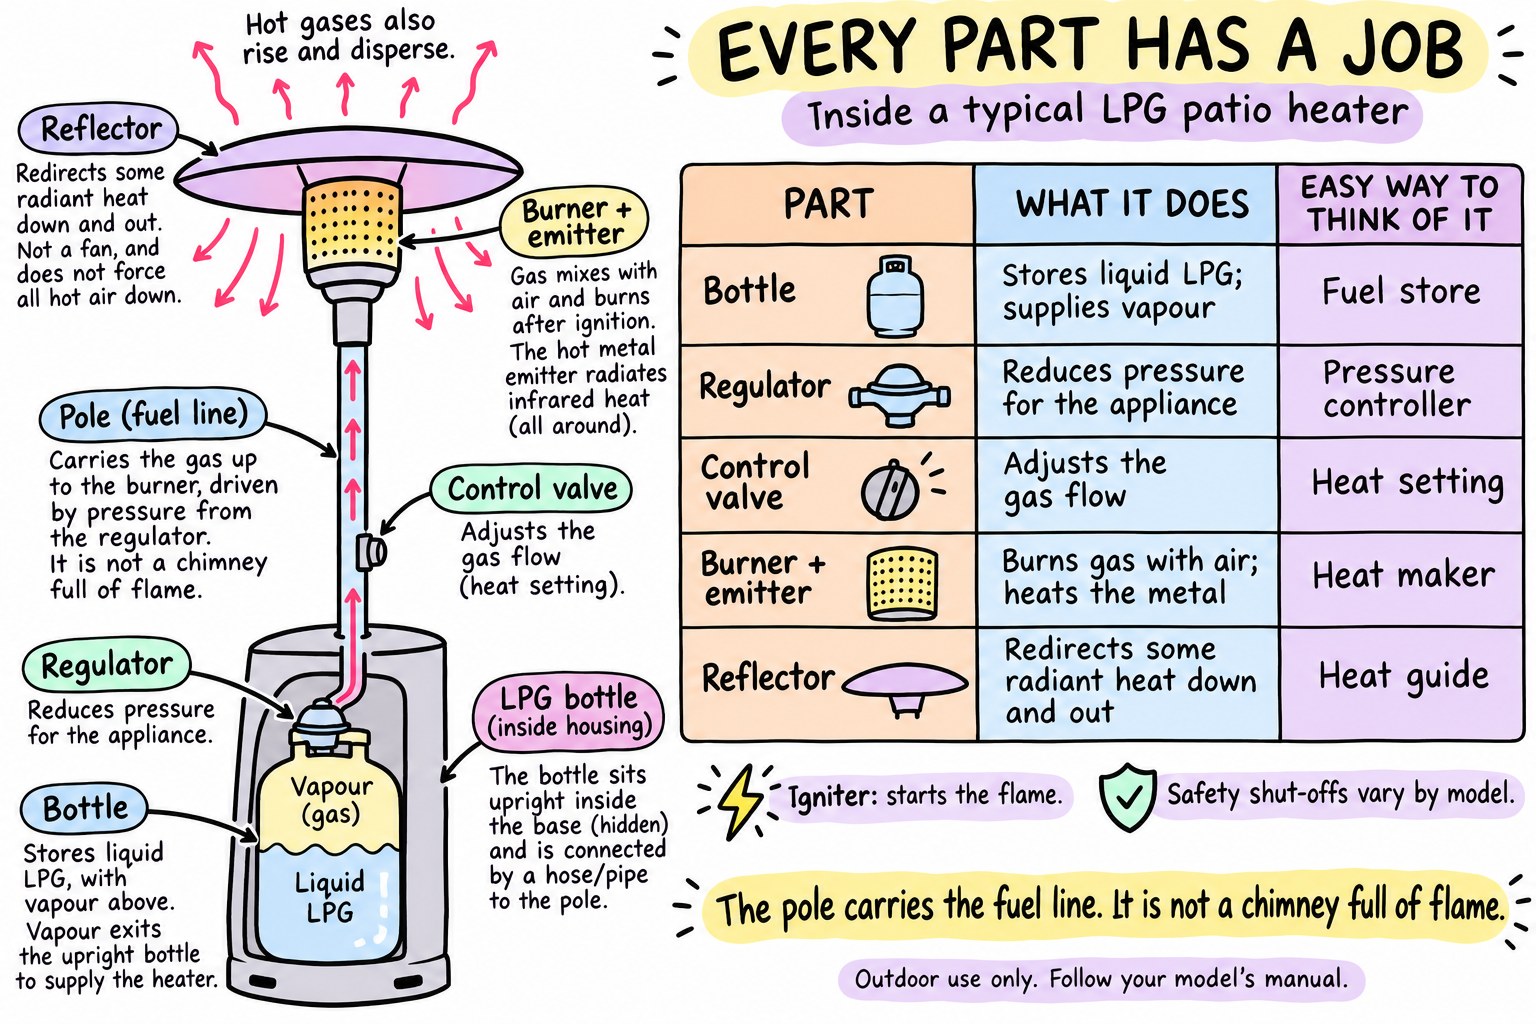 Hot gases also
rise and disperse.
Reflector
Redirects some
radiant heat
down and out.
Not a fan, and
does not force
all hot air down.
Burner +
emitter
Gas mixes with
air and burns
after ignition.
The hot metal
emitter radiates
infrared heat
(all around).
Pole (fuel line)
Carries the gas up
to the burner, driven
by pressure from
the regulator.
It is not a chimney
full of flame.
Control valve
Adjusts the
gas flow
(heat setting).
Regulator
Reduces pressure
for the appliance.
LPG bottle
(inside housing)
The bottle sits
upright inside
the base (hidden)
and is connected
by a hose/pipe
to the pole.
Bottle
Stores liquid
LPG, with
vapour above.
Vapour exits
the upright bottle
to supply the heater.
Vapour
(gas)
Liquid
LPG
EVERY PART HAS A JOB
Inside a typical LPG patio heater
PART
WHAT IT DOES
EASY WAY TO
THINK OF IT
Bottle
Stores liquid LPG;
supplies vapour
Fuel store
Regulator
Reduces pressure
for the appliance
Pressure
controller
Control
valve
Adjusts the
gas flow
Heat setting
Burner +
emitter
Burns gas with air;
heats the metal
Heat maker
Reflector
Redirects some
radiant heat down
and out
Heat guide
Igniter: starts the flame.
Safety shut-offs vary by model.
The pole carries the fuel line. It is not a chimney full of flame.
Outdoor use only. Follow your model's manual.